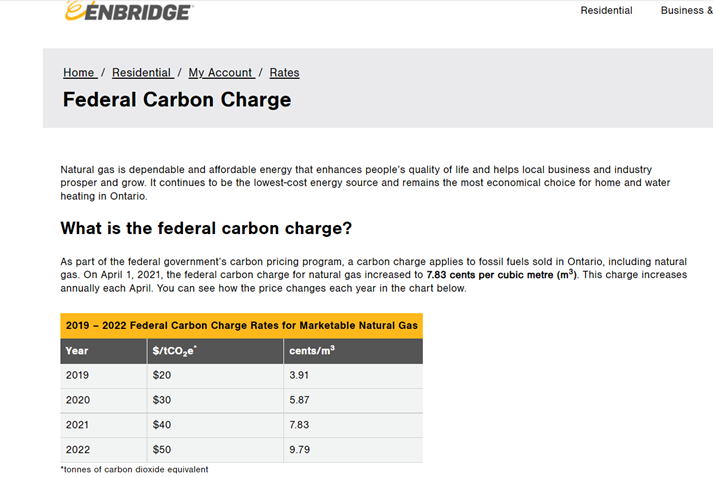 ENBRIDGE
Residential Business &
Home / Residential / My Account / Rates
Federal Carbon Charge
Natural gas is dependable and affordable energy that enhances people's quality of life and helps local business and industry
prosper and grow. It continues to be the lowest-cost energy source and remains the most economical choice for home and water
heating in Ontario.
What is the federal carbon charge?
As part of the federal government's carbon pricing program, a carbon charge applies to fossil fuels sold in Ontario, including natural
gas. On April 1, 2021, the federal carbon charge for natural gas increased to 7.83 cents per cubic metre (m³). This charge increases
annually each April. You can see how the price changes each year in the chart below.
2019 – 2022 Federal Carbon Charge Rates for Marketable Natural Gas
Year $/tCO₂e* cents/m³
2019 $20 3.91
2020 $30 5.87
2021 $40 7.83
2022 $50 9.79
*tonnes of carbon dioxide equivalent